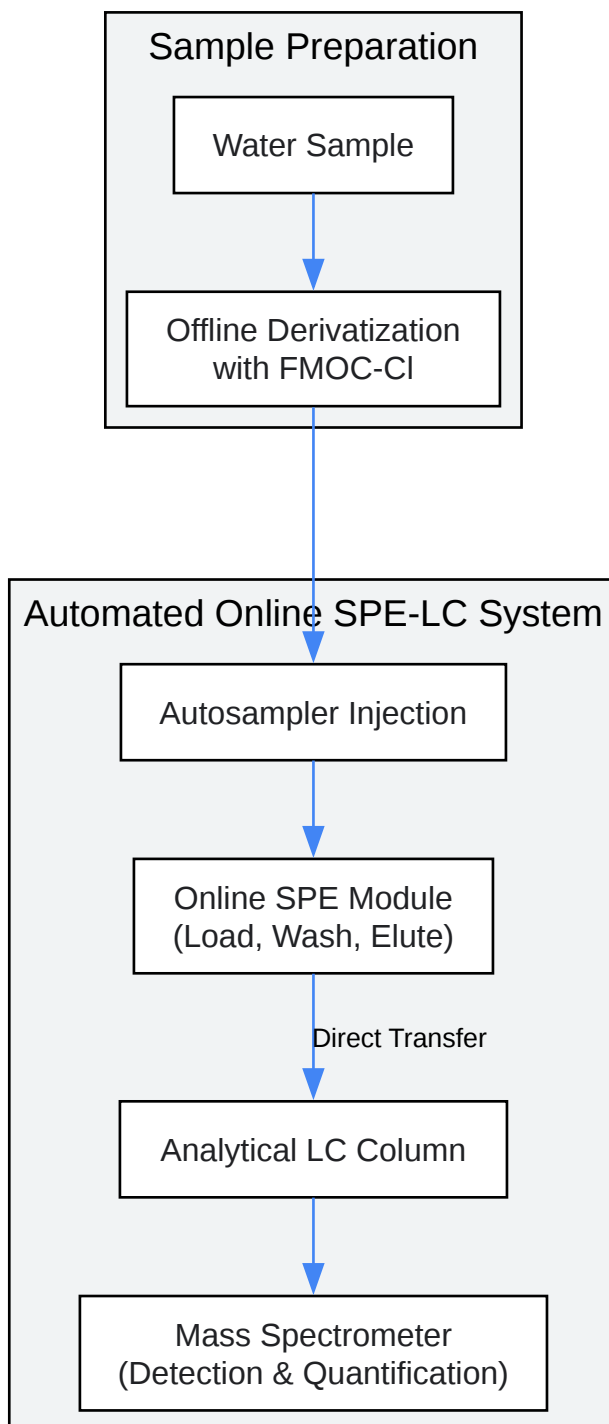 Sample Preparation
Water Sample
Offline Derivatization
with FMOC-Cl
Automated Online SPE-LC System
Autosampler Injection
Online SPE Module
(Load, Wash, Elute)
Direct Transfer
Analytical LC Column
Mass Spectrometer
(Detection & Quantification)